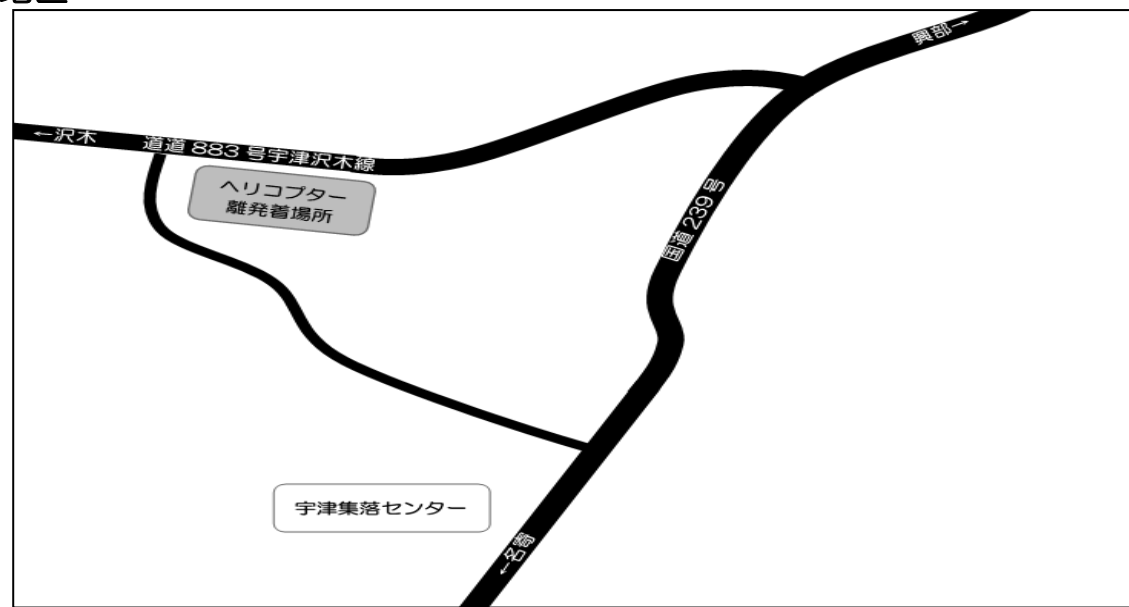 興部→
←沢木
道道 883 号宇津沢木線
ヘリコプター
離発着場所
国道 239 号
宇津集落センター
←名寄